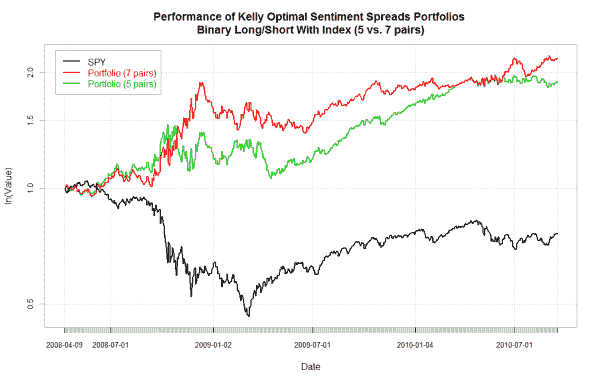 Performance of Kelly Optimal Sentiment Spreads Portfolios
Binary Long/Short With Index (5 vs. 7 pairs)
SPY
Portfolio (7 pairs)
Portfolio (5 pairs)
ln(Value)
2.0
1.5
1.0
0.5
2008-04-09 2008-07-01 2009-01-02 2009-07-01 2010-01-04 2010-07-01
Date